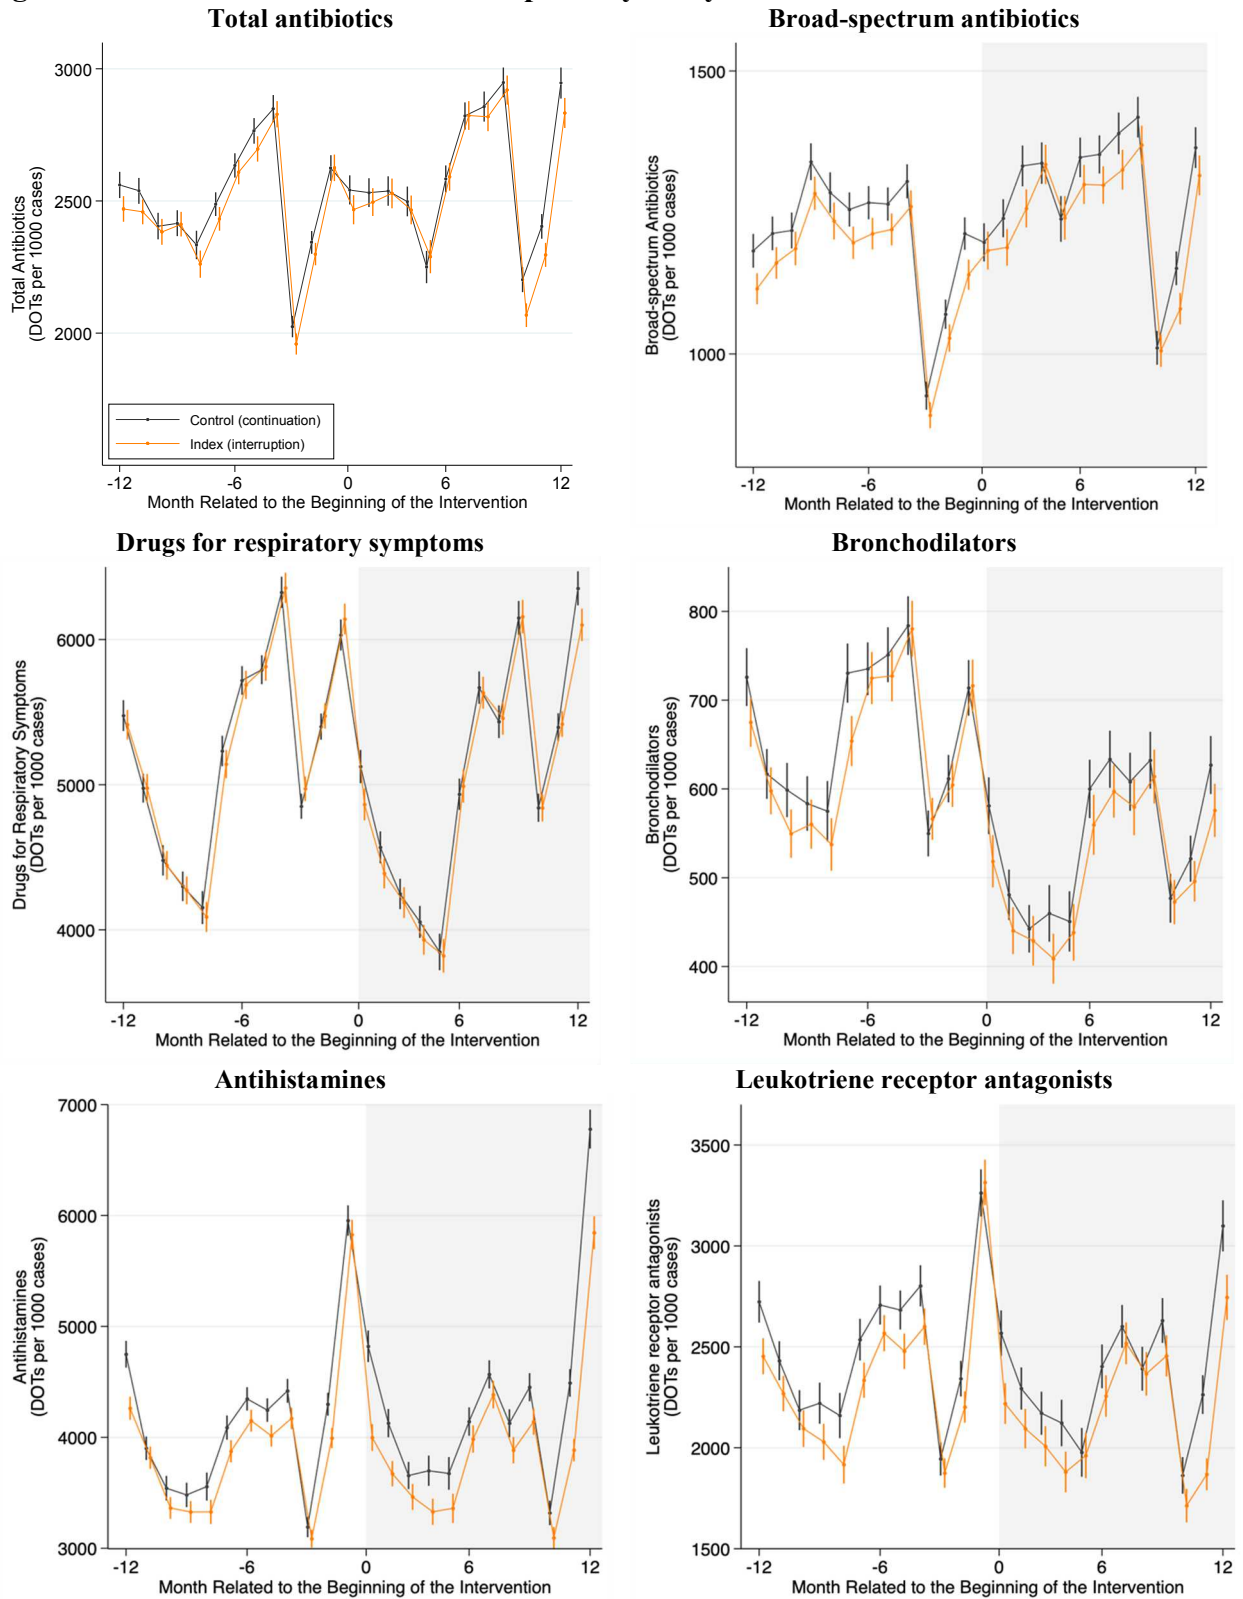 Total antibiotics
Broad-spectrum antibiotics
3000
2500
2000
Total Antibiotics
(DOTs per 1000 cases)
Control (continuation)
Index (interruption)
-12 -6 0 6 12
Month Related to the Beginning of the Intervention
1500
1000
Broad-spectrum Antibiotics
(DOTs per 1000 cases)
-12 -6 0 6 12
Month Related to the Beginning of the Intervention
Drugs for respiratory symptoms
Bronchodilators
6000
5000
4000
Drugs for Respiratory Symptoms
(DOTs per 1000 cases)
-12 -6 0 6 12
Month Related to the Beginning of the Intervention
800
700
600
500
400
Bronchodilators
(DOTs per 1000 cases)
-12 -6 0 6 12
Month Related to the Beginning of the Intervention
Antihistamines
Leukotriene receptor antagonists
7000
6000
5000
4000
3000
Antihistamines
(DOTs per 1000 cases)
-12 -6 0 6 12
Month Related to the Beginning of the Intervention
3500
3000
2500
2000
1500
Leukotriene receptor antagonists
(DOTs per 1000 cases)
-12 -6 0 6 12
Month Related to the Beginning of the Intervention